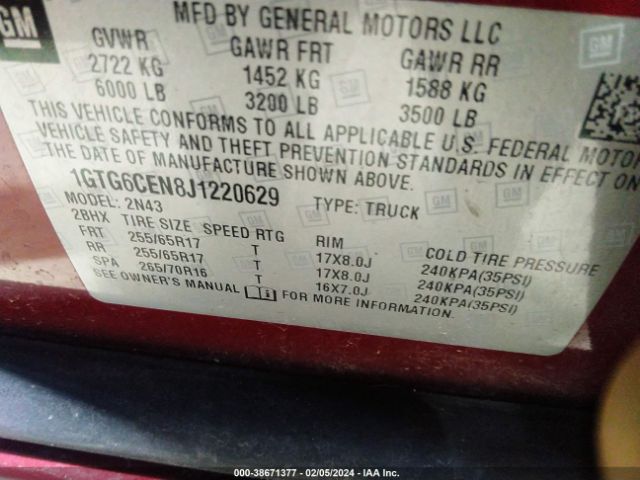 GM
MFD BY GENERAL MOTORS LLC
GVWR GAWR FRT GAWR RR
2722 KG 1452 KG 1588 KG
6000 LB 3200 LB 3500 LB
THIS VEHICLE CONFORMS TO ALL APPLICABLE U.S. FEDERAL MOTOR
VEHICLE SAFETY AND THEFT PREVENTION STANDARDS IN EFFECT
THE DATE OF MANUFACTURE SHOWN ABOVE.
1GTG6CEN8J1220629 TYPE: TRUCK
MODEL: 2N43
2BHX TIRE SIZE SPEED RTG RIM COLD TIRE PRESSURE
FRT 255/65R17 T 17X8.0J 240KPA(35PSI)
RR 255/65R17 T 17X8.0J 240KPA(35PSI)
SPA 265/70R16 T 16X7.0J 240KPA(35PSI)
SEE OWNER'S MANUAL FOR MORE INFORMATION.
000-38671377 - 02/05/2024 - IAA Inc.